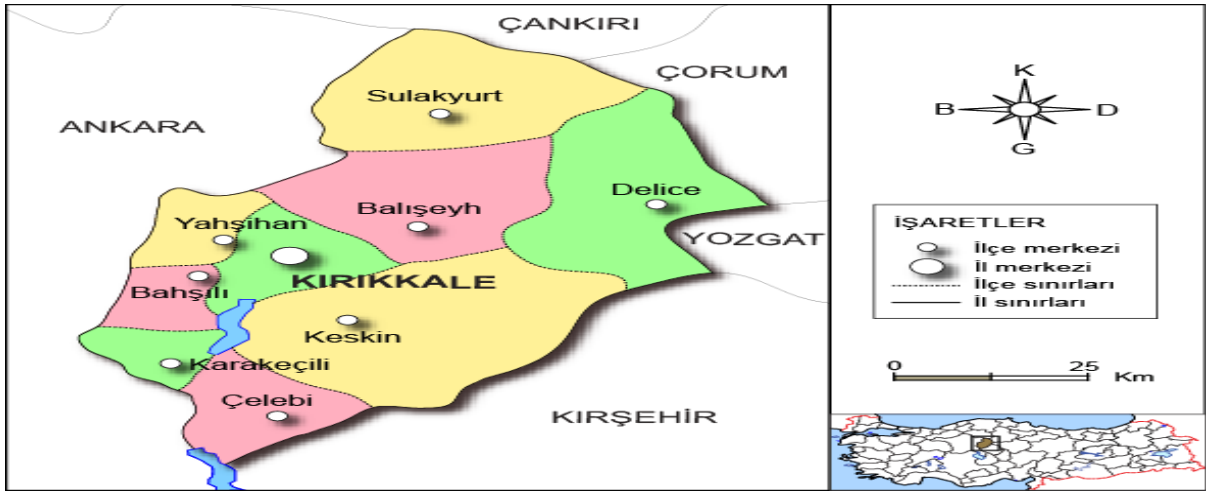 ÇANKIRI
ÇORUM
Sulakyurt
ANKARA
Delice
Balışeyh
Yahşihan
YOZGAT
KIRIKKALE
Bahşılı
Keskin
Karakeçili
Çelebi
KIRŞEHİR
K
B
D
G
İŞARETLER
İlçe merkezi
İl merkezi
İlçe sınırları
İl sınırları
0
25
Km